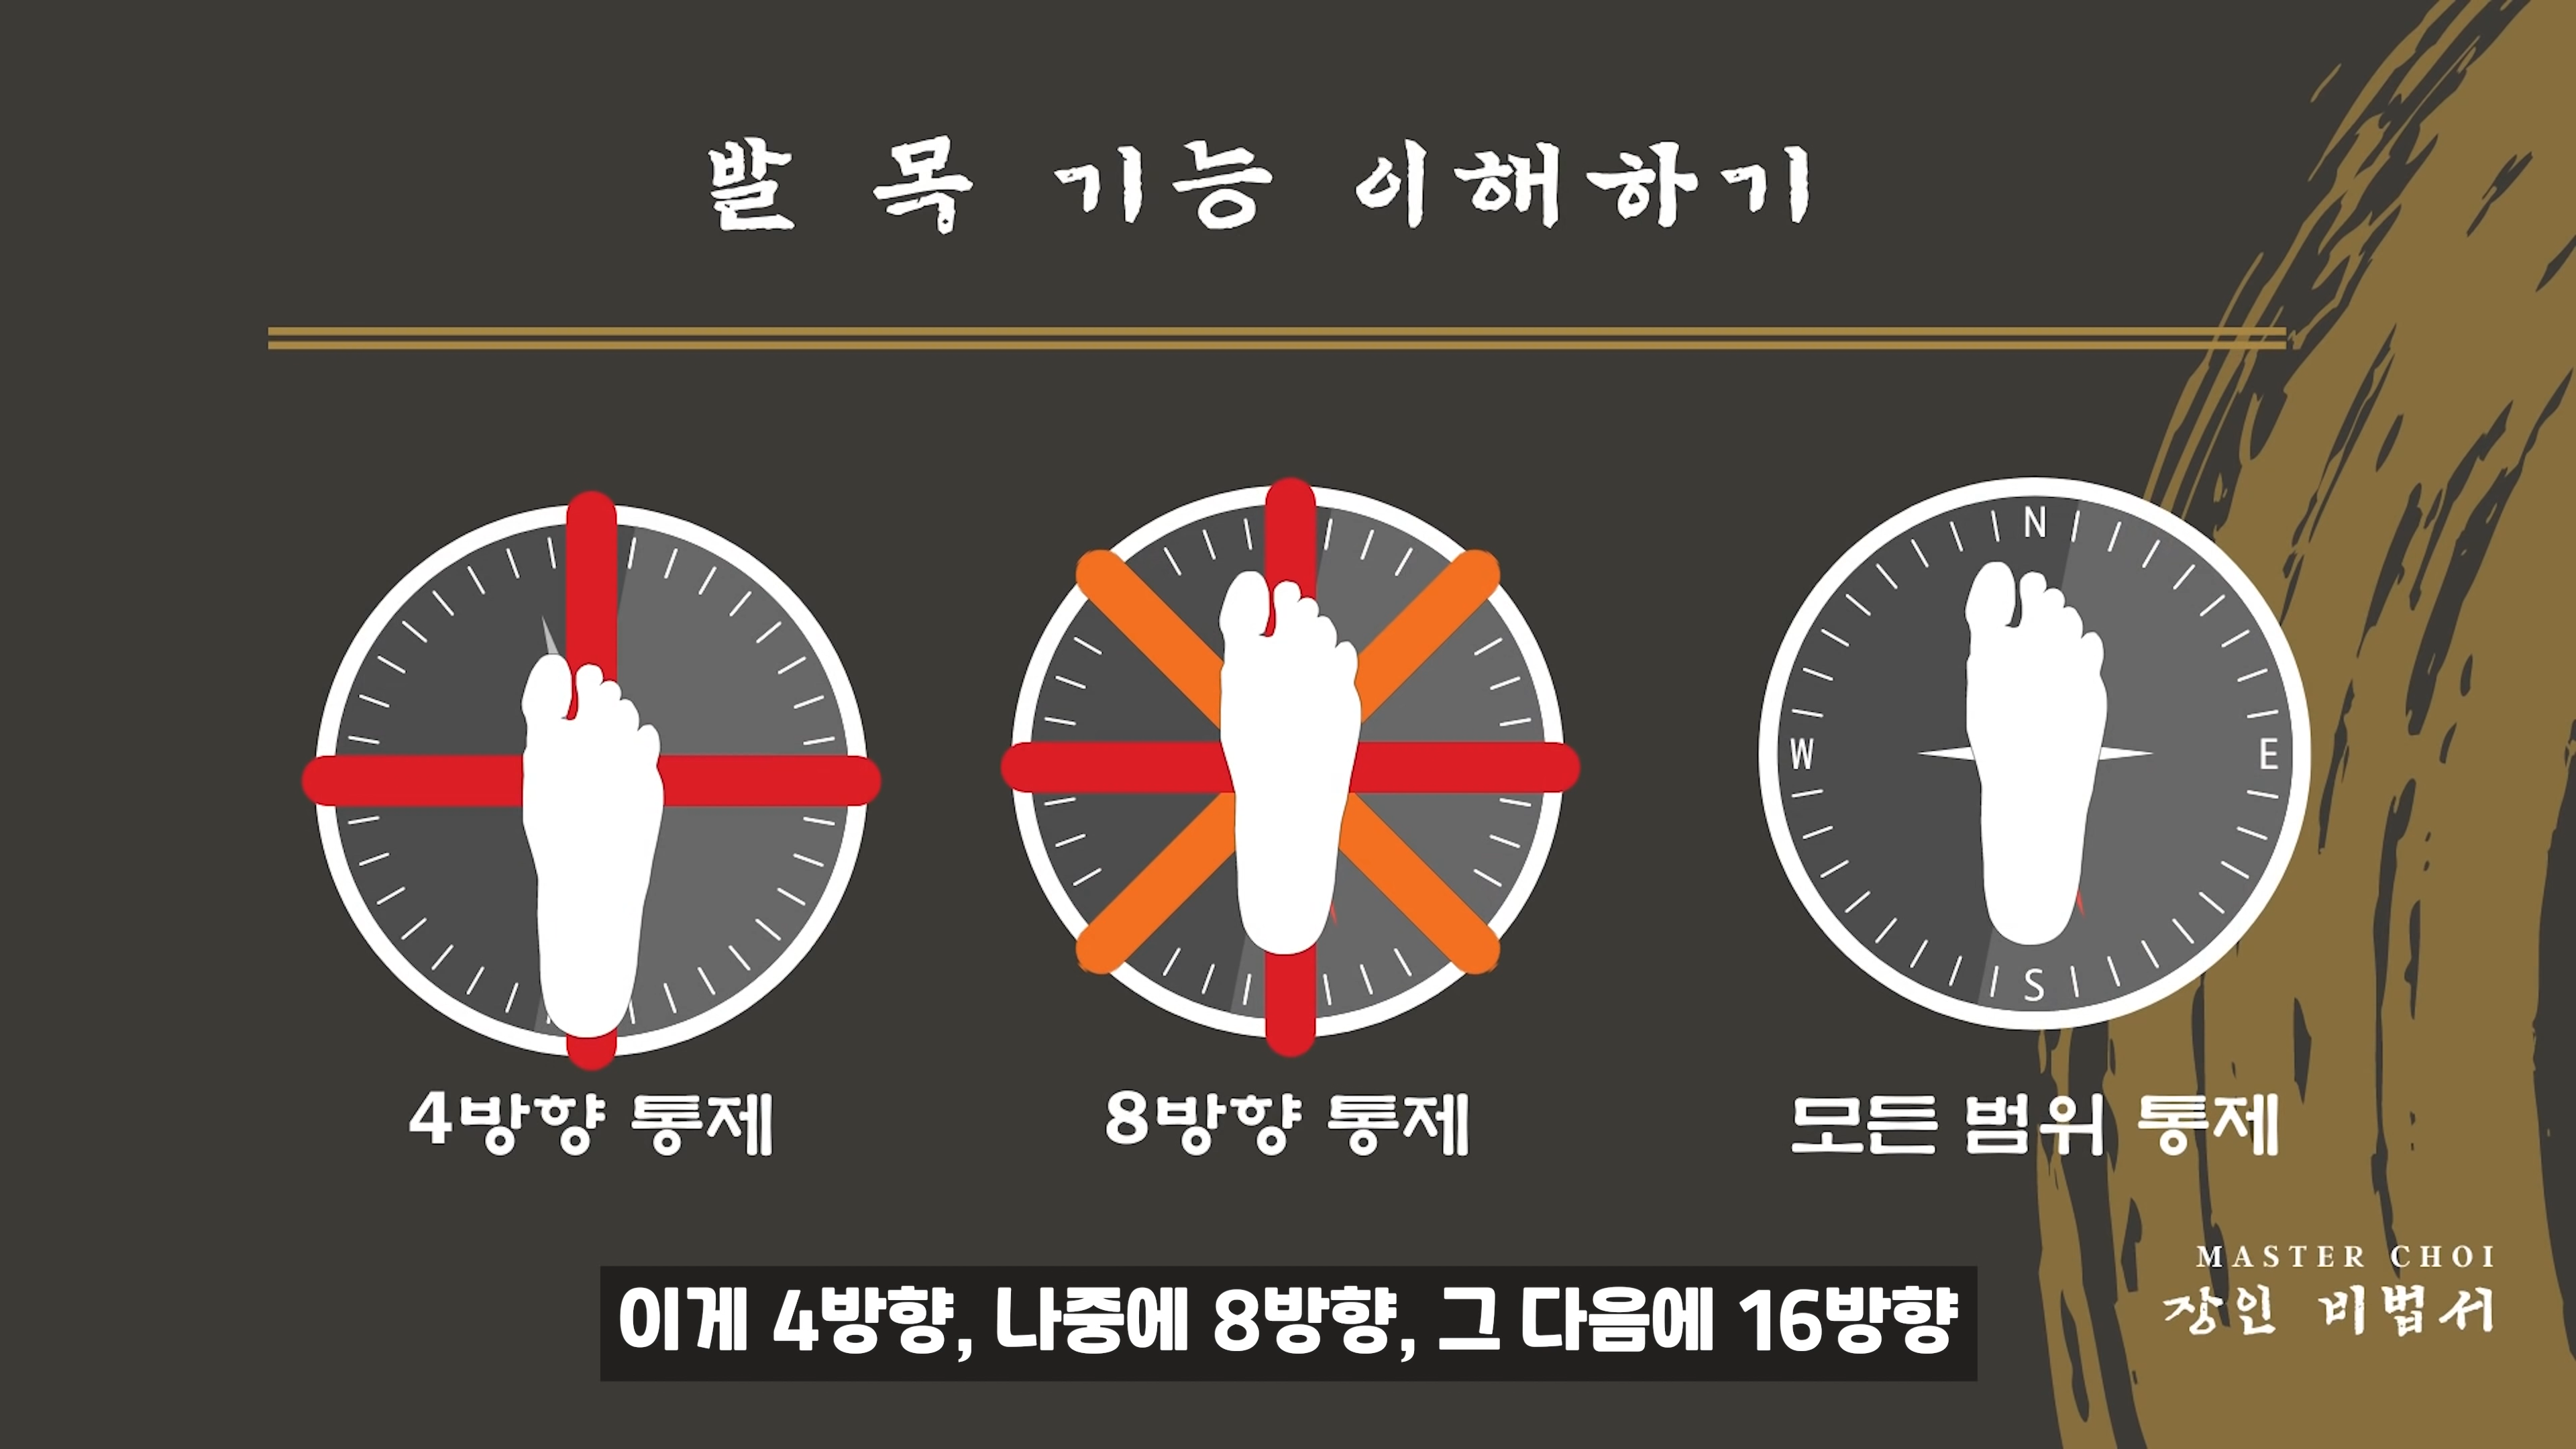 발 목 기능 이해하기
N
W
E
S
4방향 통제
8방향 통제
모든 범위 통제
MASTER CHOI
장인 비법서
이게 4방향, 나중에 8방향, 그 다음에 16방향